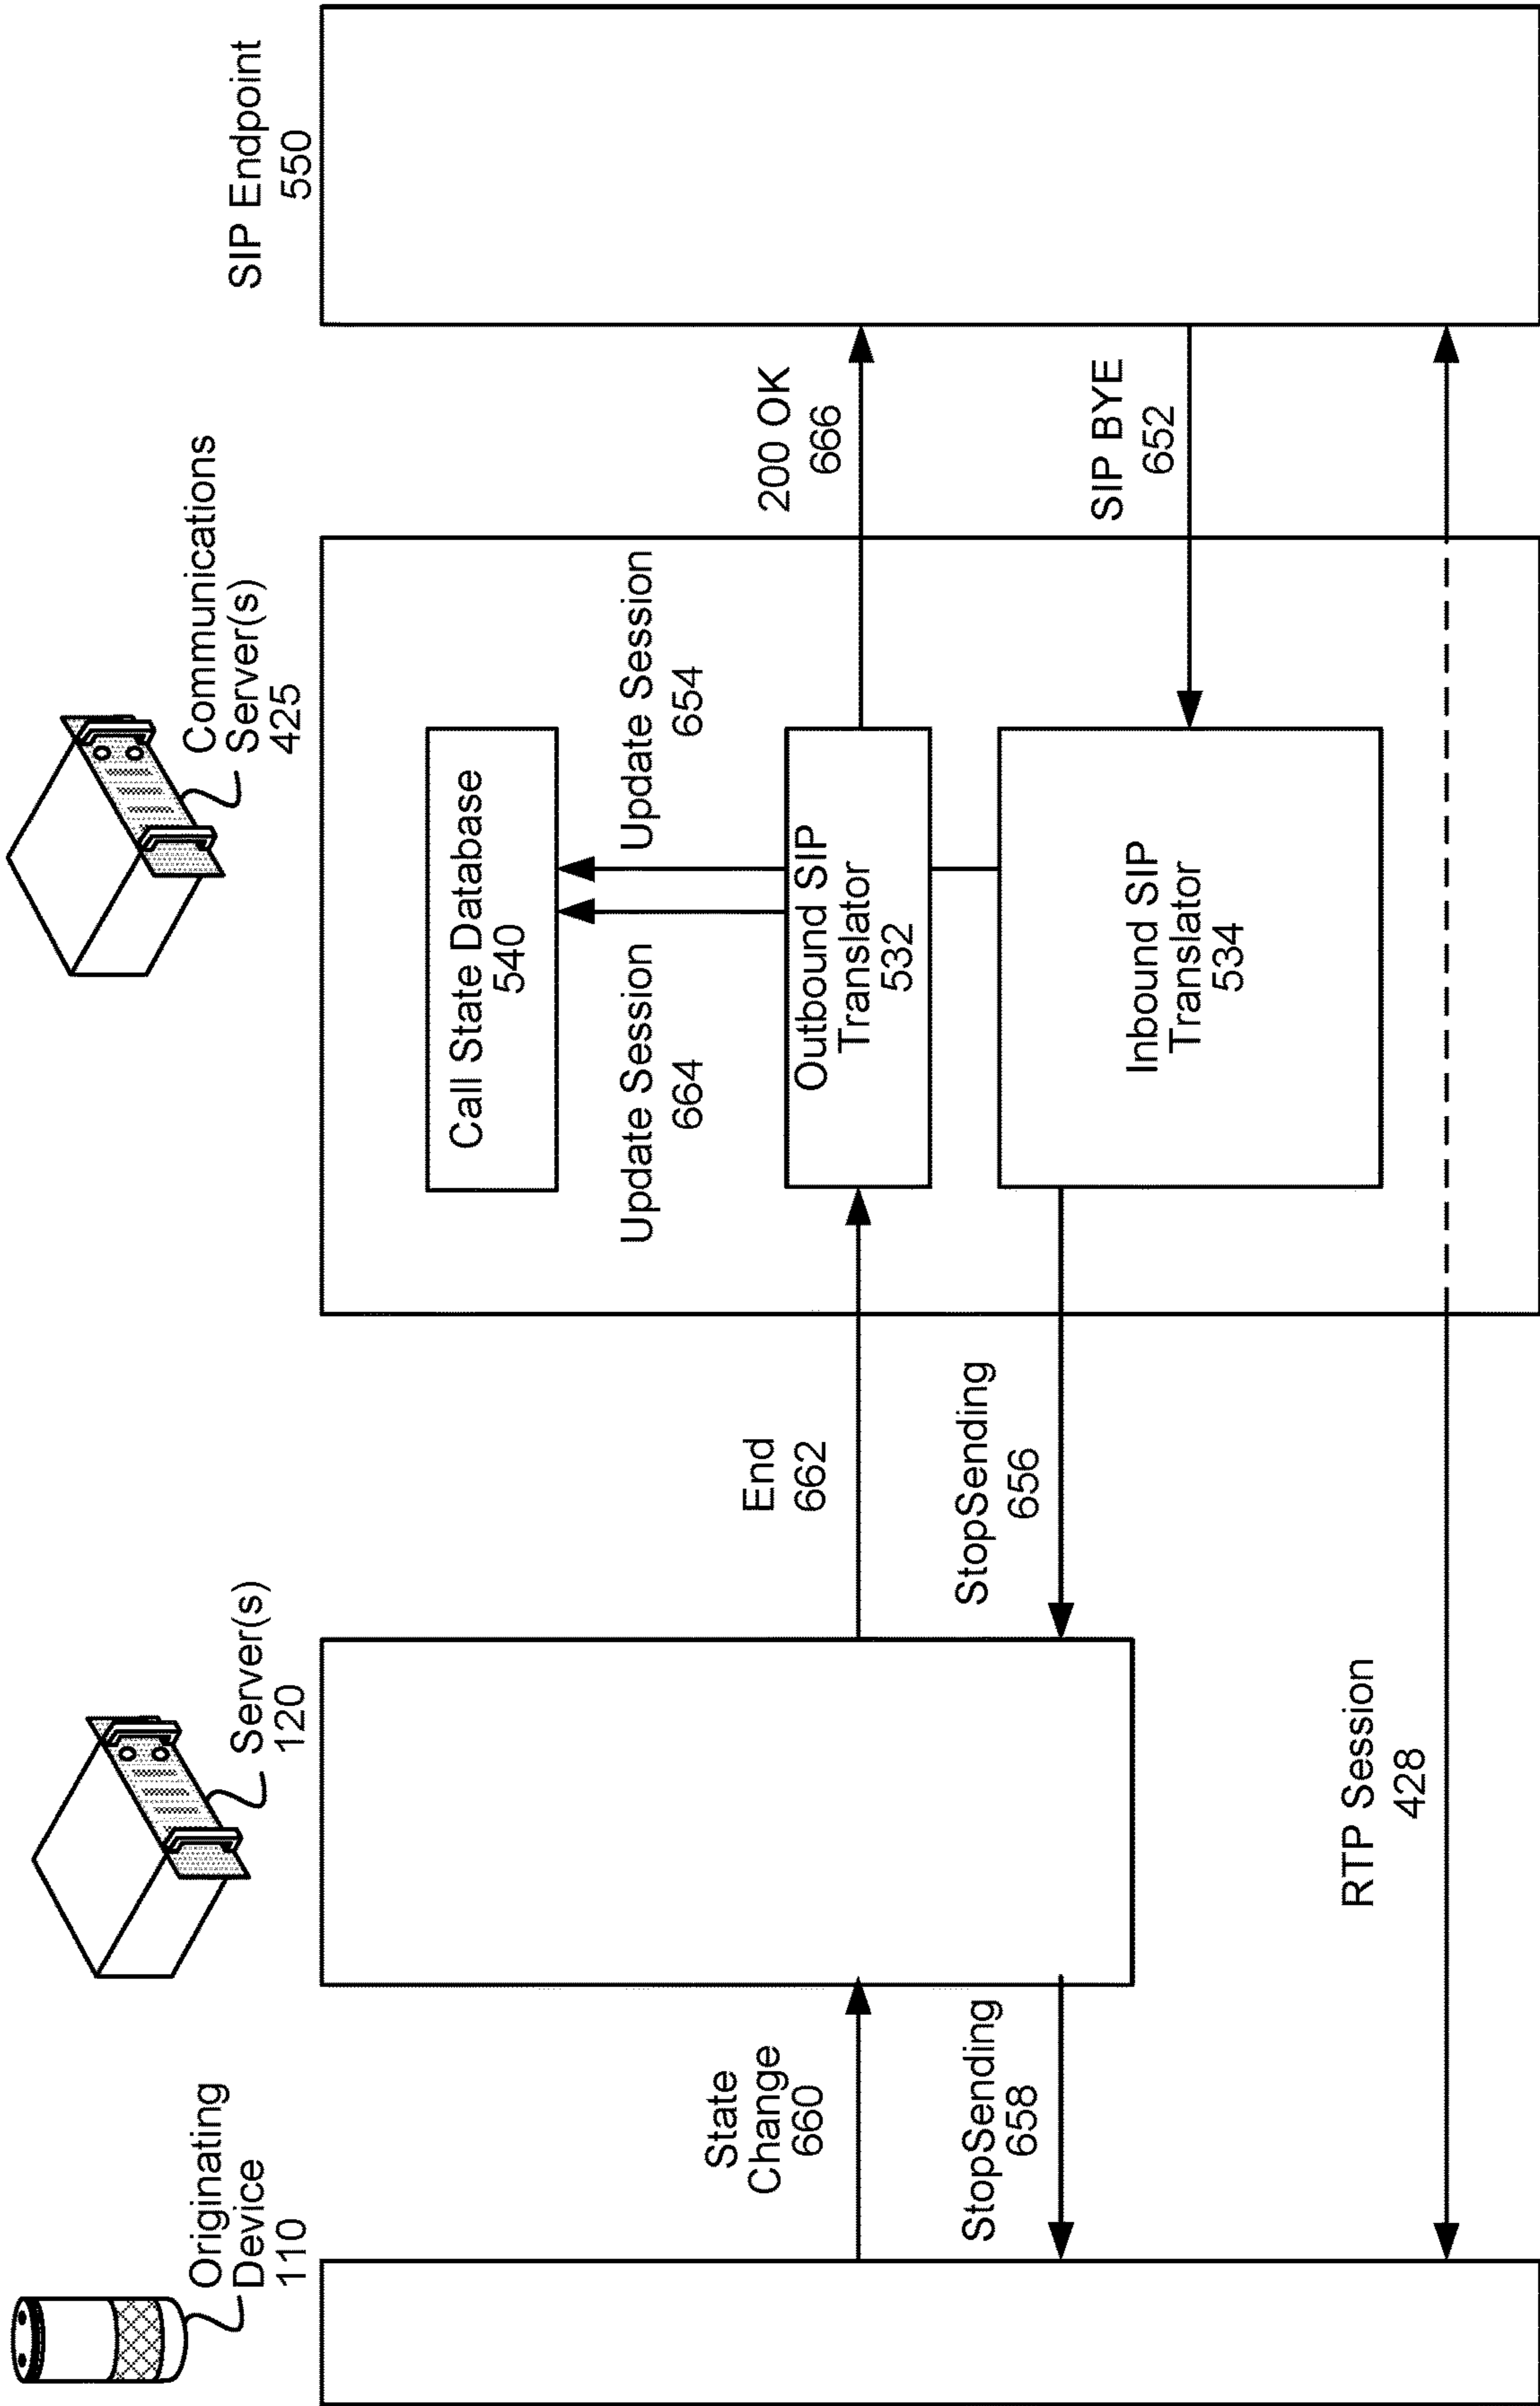 Originating
Device
110
Server(s)
120
Communications
Server(s)
425
SIP Endpoint
550
Call State Database
540
Update Session
664
Update Session
654
State
Change
660
End
662
Outbound SIP
Translator
532
200 OK
666
StopSending
658
StopSending
656
Inbound SIP
Translator
534
SIP BYE
652
RTP Session
428